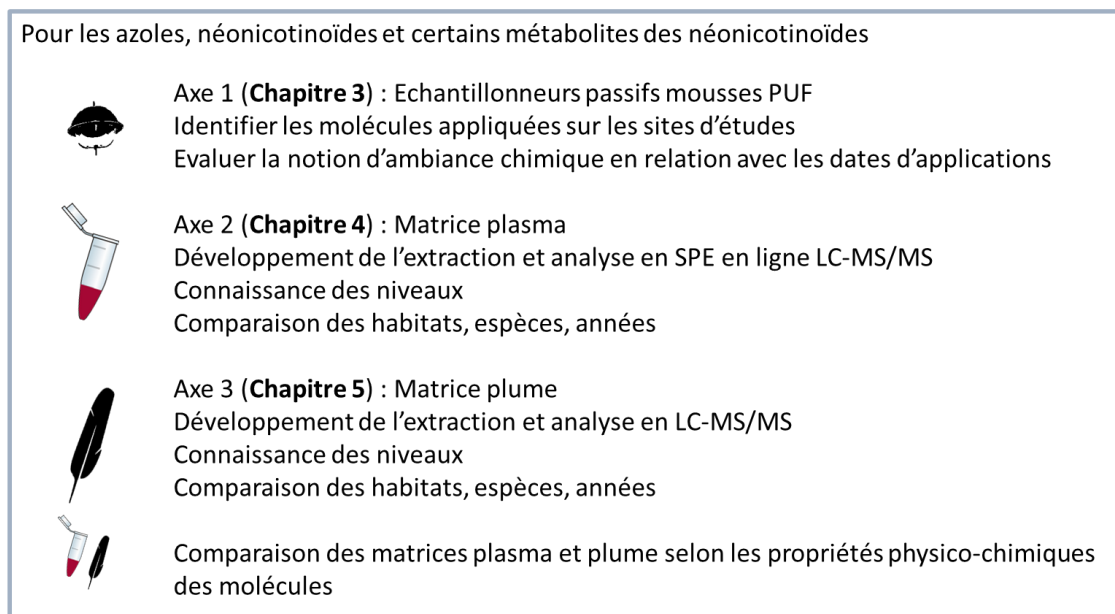 Pour les azoles, néonicotinoïdes et certains métabolites des néonicotinoïdes
Axe 1 (Chapitre 3) : Echantillonneurs passifs mousses PUF
Identifier les molécules appliquées sur les sites d’études
Evaluer la notion d’ambiance chimique en relation avec les dates d’applications
Axe 2 (Chapitre 4) : Matrice plasma
Développement de l’extraction et analyse en SPE en ligne LC-MS/MS
Connaissance des niveaux
Comparaison des habitats, espèces, années
Axe 3 (Chapitre 5) : Matrice plume
Développement de l’extraction et analyse en LC-MS/MS
Connaissance des niveaux
Comparaison des habitats, espèces, années
Comparaison des matrices plasma et plume selon les propriétés physico-chimiques
des molécules